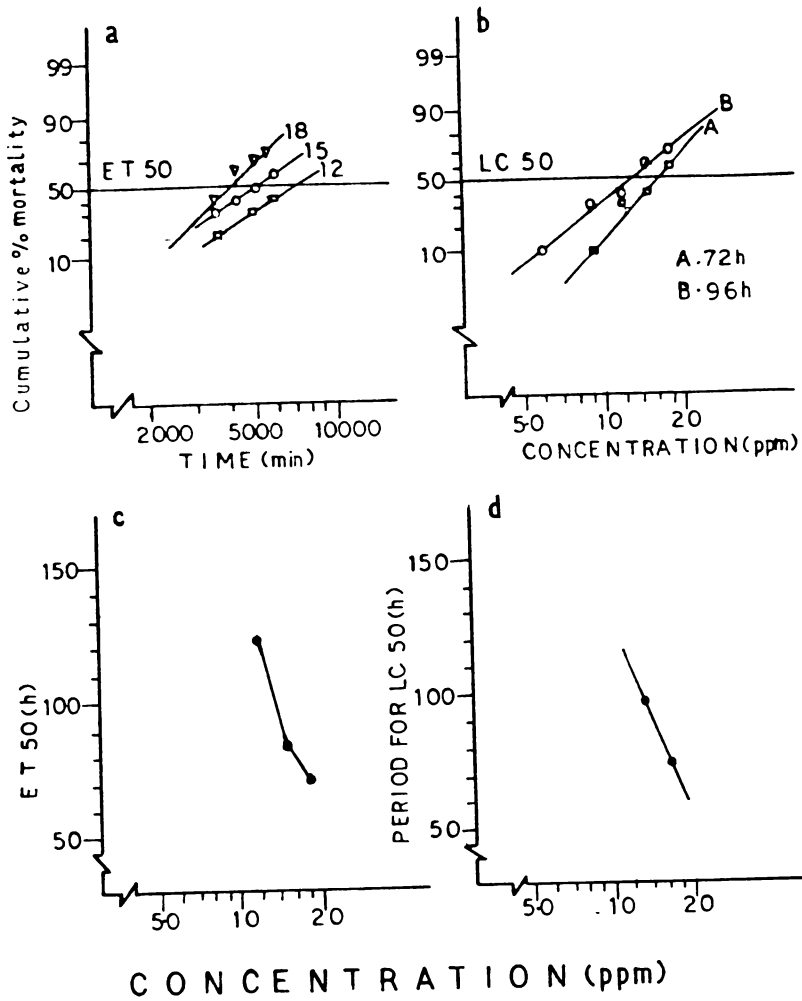 a
99
90
50
10
Cumulative % mortality
ET 50
18
15
12
2000 5000 10000
TIME (min)
b
99
90
50
10
LC 50
B
A
A.72h
B.96h
5.0 10 20
CONCENTRATION(ppm)
c
150
100
50
ET 50(h)
5.0 10 20
d
150
100
50
PERIOD FOR LC 50(h)
5.0 .10 20
CONCENTRATION (ppm)